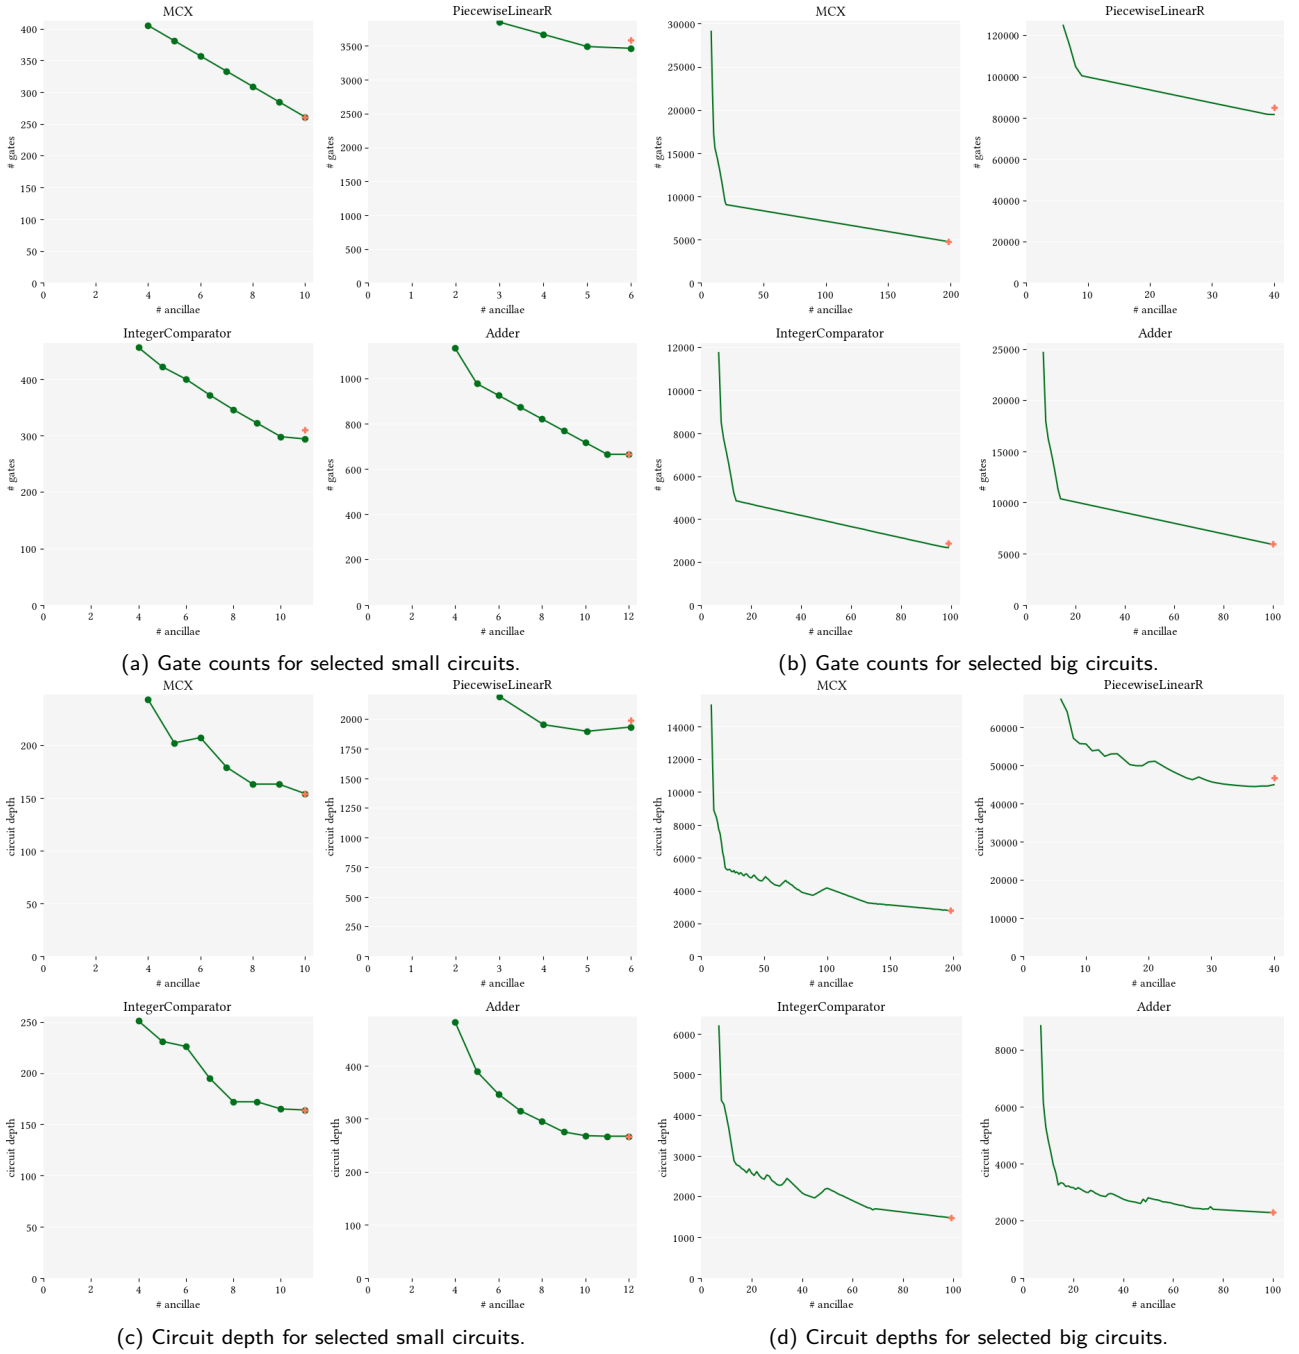 MCX
400
350
300
250
200
150
100
50
0
# gates
0 2 4 6 8 10
# ancillae
PiecewiseLinearR
3500
3000
2500
2000
1500
1000
500
0
# gates
0 1 2 3 4 5 6
# ancillae
MCX
30000
25000
20000
15000
10000
5000
0
# gates
0 50 100 150 200
# ancillae
PiecewiseLinearR
120000
100000
80000
60000
40000
20000
0
# gates
0 10 20 30 40
# ancillae
IntegerComparator
400
300
200
100
0
# gates
0 2 4 6 8 10
# ancillae
Adder
1000
800
600
400
200
0
# gates
0 2 4 6 8 10 12
# ancillae
IntegerComparator
12000
10000
8000
6000
4000
2000
0
# gates
0 20 40 60 80 100
# ancillae
Adder
25000
20000
15000
10000
5000
0
# gates
0 20 40 60 80 100
# ancillae
(a) Gate counts for selected small circuits.
(b) Gate counts for selected big circuits.
MCX
200
150
100
50
0
circuit depth
0 2 4 6 8 10
# ancillae
PiecewiseLinearR
2000
1750
1500
1250
1000
750
500
250
0
circuit depth
0 1 2 3 4 5 6
# ancillae
MCX
14000
12000
10000
8000
6000
4000
2000
0
circuit depth
0 50 100 150 200
# ancillae
PiecewiseLinearR
60000
50000
40000
30000
20000
10000
0
circuit depth
0 10 20 30 40
# ancillae
IntegerComparator
250
200
150
100
50
0
circuit depth
0 2 4 6 8 10
# ancillae
Adder
400
300
200
100
0
circuit depth
0 2 4 6 8 10 12
# ancillae
IntegerComparator
6000
5000
4000
3000
2000
1000
0
circuit depth
0 20 40 60 80 100
# ancillae
Adder
8000
6000
4000
2000
0
circuit depth
0 20 40 60 80 100
# ancillae
(c) Circuit depth for selected small circuits.
(d) Circuit depths for selected big circuits.